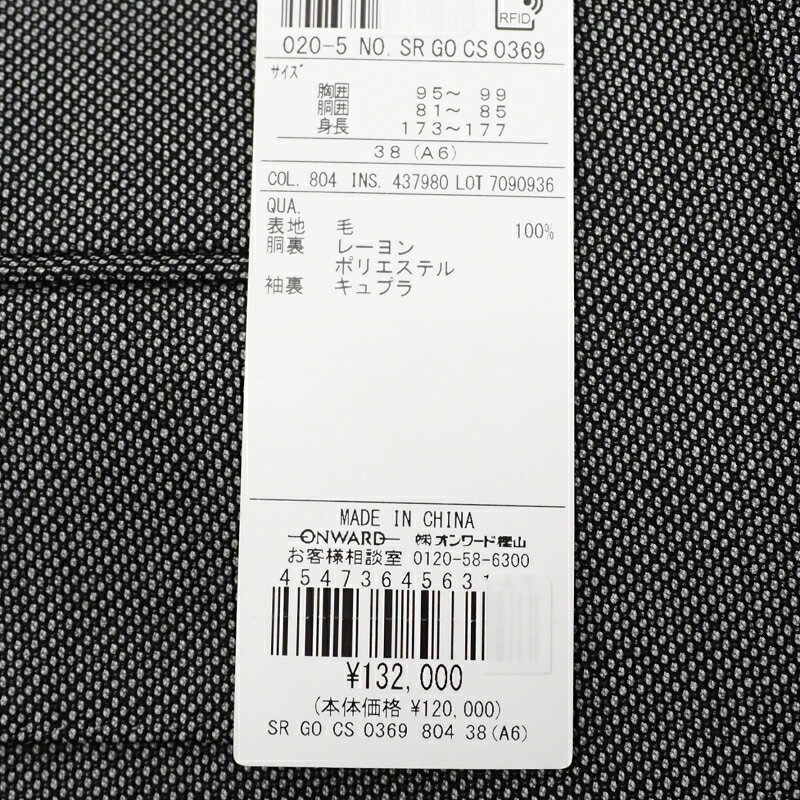 RFID
020-5 NO. SR GO CS 0369
サイズ
胸囲 95～ 99
胴囲 81～ 85
身長 173～177
38 (A6)
COL. 804 INS. 437980 LOT 7090936
QUA.
表地 毛 100%
胴裏 レーヨン
ポリエステル
袖裏 キュプラ
MADE IN CHINA
ONWARD ㈱オンワード樫山
お客様相談室 0120-58-6300
4547364563
¥132,000
(本体価格 ¥120,000)
SR GO CS 0369 804 38 (A6)